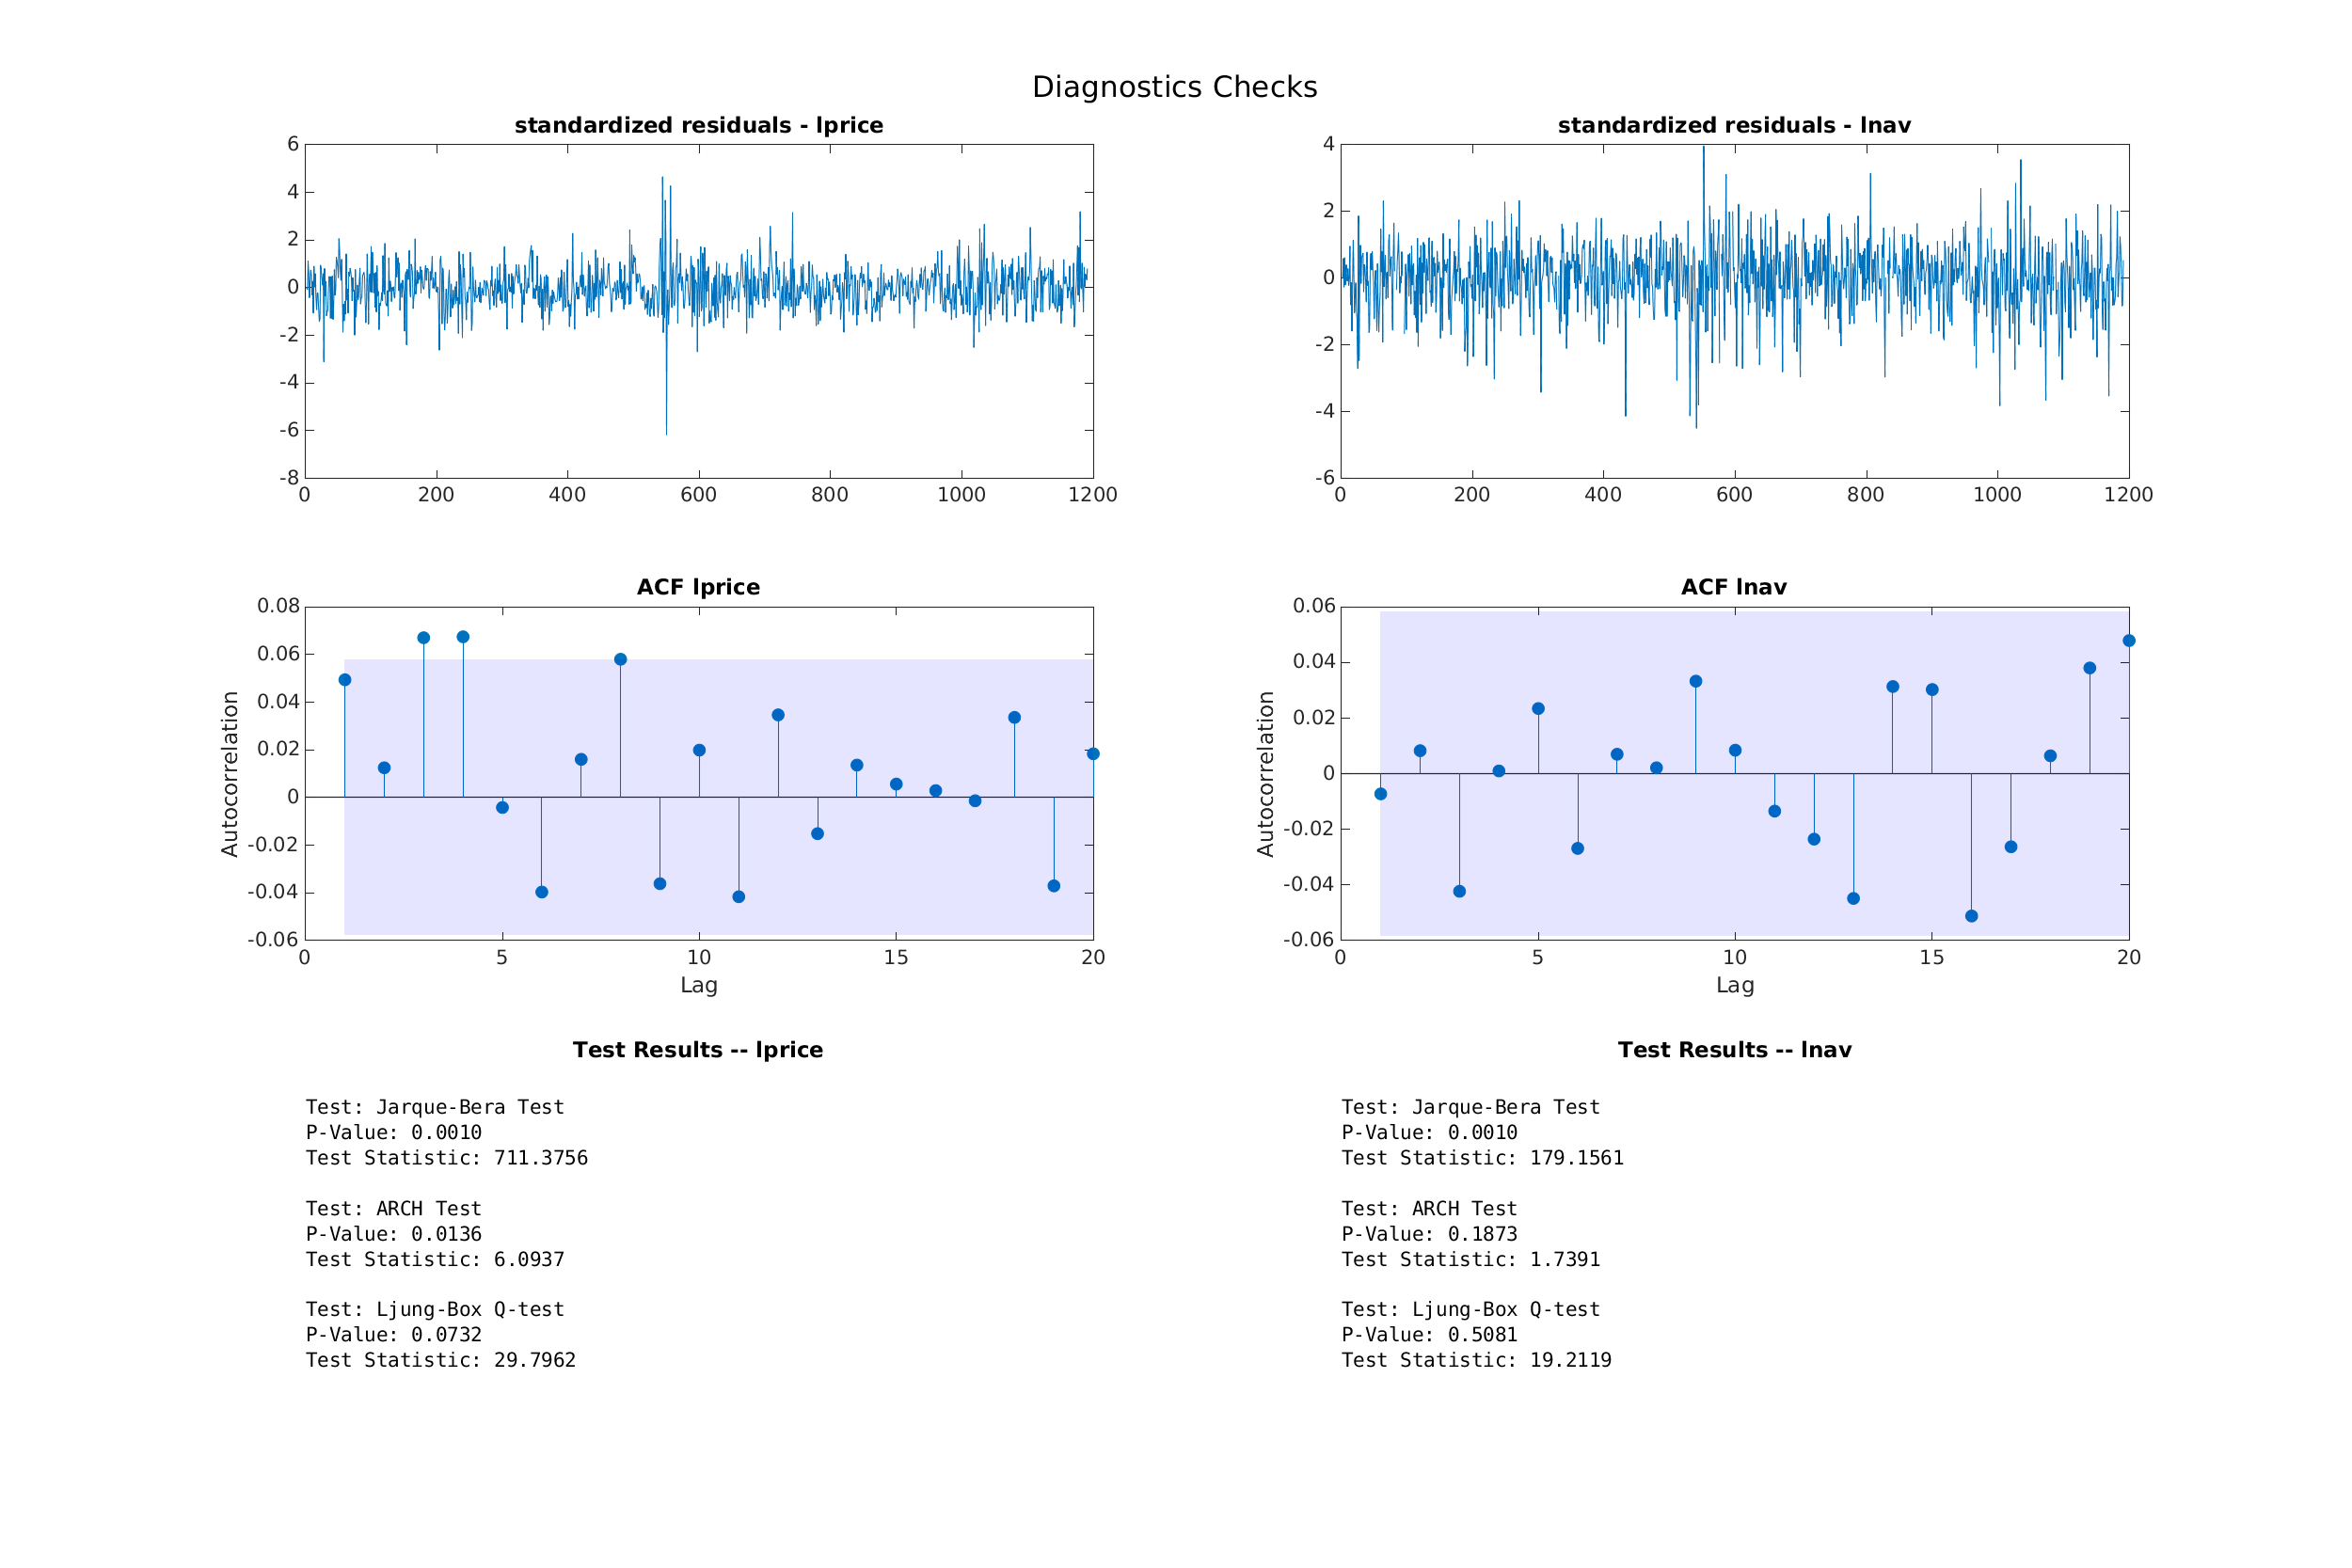 Diagnostics Checks
standardized residuals - lprice
6
4
2
0
-2
-4
-6
-8
0 200 400 600 800 1000 1200
standardized residuals - lnav
4
2
0
-2
-4
-6
0 200 400 600 800 1000 1200
ACF lprice
Autocorrelation
0.08
0.06
0.04
0.02
0
-0.02
-0.04
-0.06
0 5 10 15 20
Lag
ACF lnav
Autocorrelation
0.06
0.04
0.02
0
-0.02
-0.04
-0.06
0 5 10 15 20
Lag
Test Results -- lprice
Test: Jarque-Bera Test
P-Value: 0.0010
Test Statistic: 711.3756
Test: ARCH Test
P-Value: 0.0136
Test Statistic: 6.0937
Test: Ljung-Box Q-test
P-Value: 0.0732
Test Statistic: 29.7962
Test Results -- lnav
Test: Jarque-Bera Test
P-Value: 0.0010
Test Statistic: 179.1561
Test: ARCH Test
P-Value: 0.1873
Test Statistic: 1.7391
Test: Ljung-Box Q-test
P-Value: 0.5081
Test Statistic: 19.2119